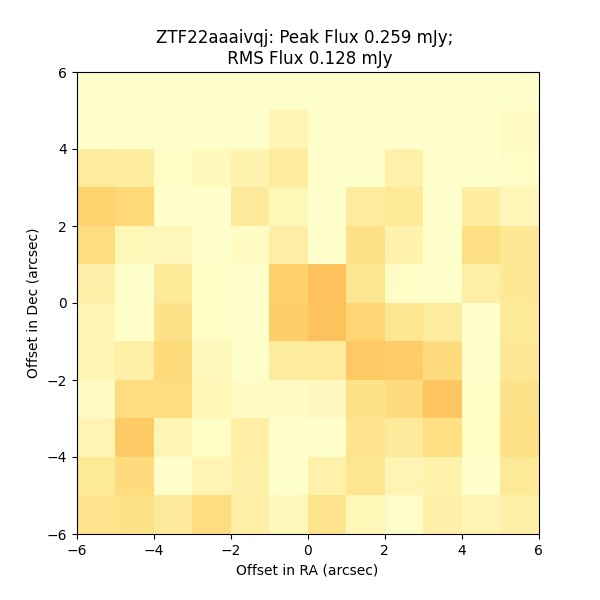 ZTF22aaaivqj: Peak Flux 0.259 mJy;
RMS Flux 0.128 mJy
6
4
2
0
−2
−4
−6
Offset in Dec (arcsec)
−6 −4 −2 0 2 4 6
Offset in RA (arcsec)